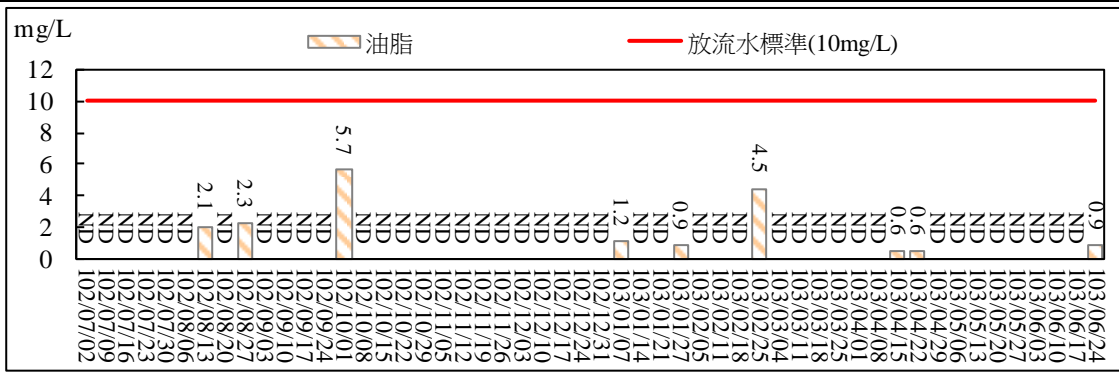 mg/L
油脂
放流水標準(10mg/L)
12
10
8
6
4
2
0
ND
ND
ND
ND
ND
ND
2.1
ND
2.3
ND
ND
ND
ND
5.7
ND
ND
ND
ND
ND
ND
ND
ND
ND
ND
ND
ND
ND
1.2
ND
ND
0.9
ND
ND
ND
4.5
ND
ND
ND
ND
ND
ND
0.6
0.6
ND
ND
ND
ND
ND
ND
ND
ND
0.9
102/07/02
102/07/09
102/07/16
102/07/23
102/07/30
102/08/06
102/08/13
102/08/20
102/08/27
102/09/03
102/09/10
102/09/17
102/09/24
102/10/01
102/10/08
102/10/15
102/10/22
102/10/29
102/11/05
102/11/12
102/11/19
102/11/26
102/12/03
102/12/10
102/12/17
102/12/24
102/12/31
103/01/07
103/01/14
103/01/21
103/01/27
103/02/05
103/02/11
103/02/18
103/02/25
103/03/04
103/03/11
103/03/18
103/03/25
103/04/01
103/04/08
103/04/15
103/04/22
103/04/29
103/05/06
103/05/13
103/05/20
103/05/27
103/06/03
103/06/10
103/06/17
103/06/24